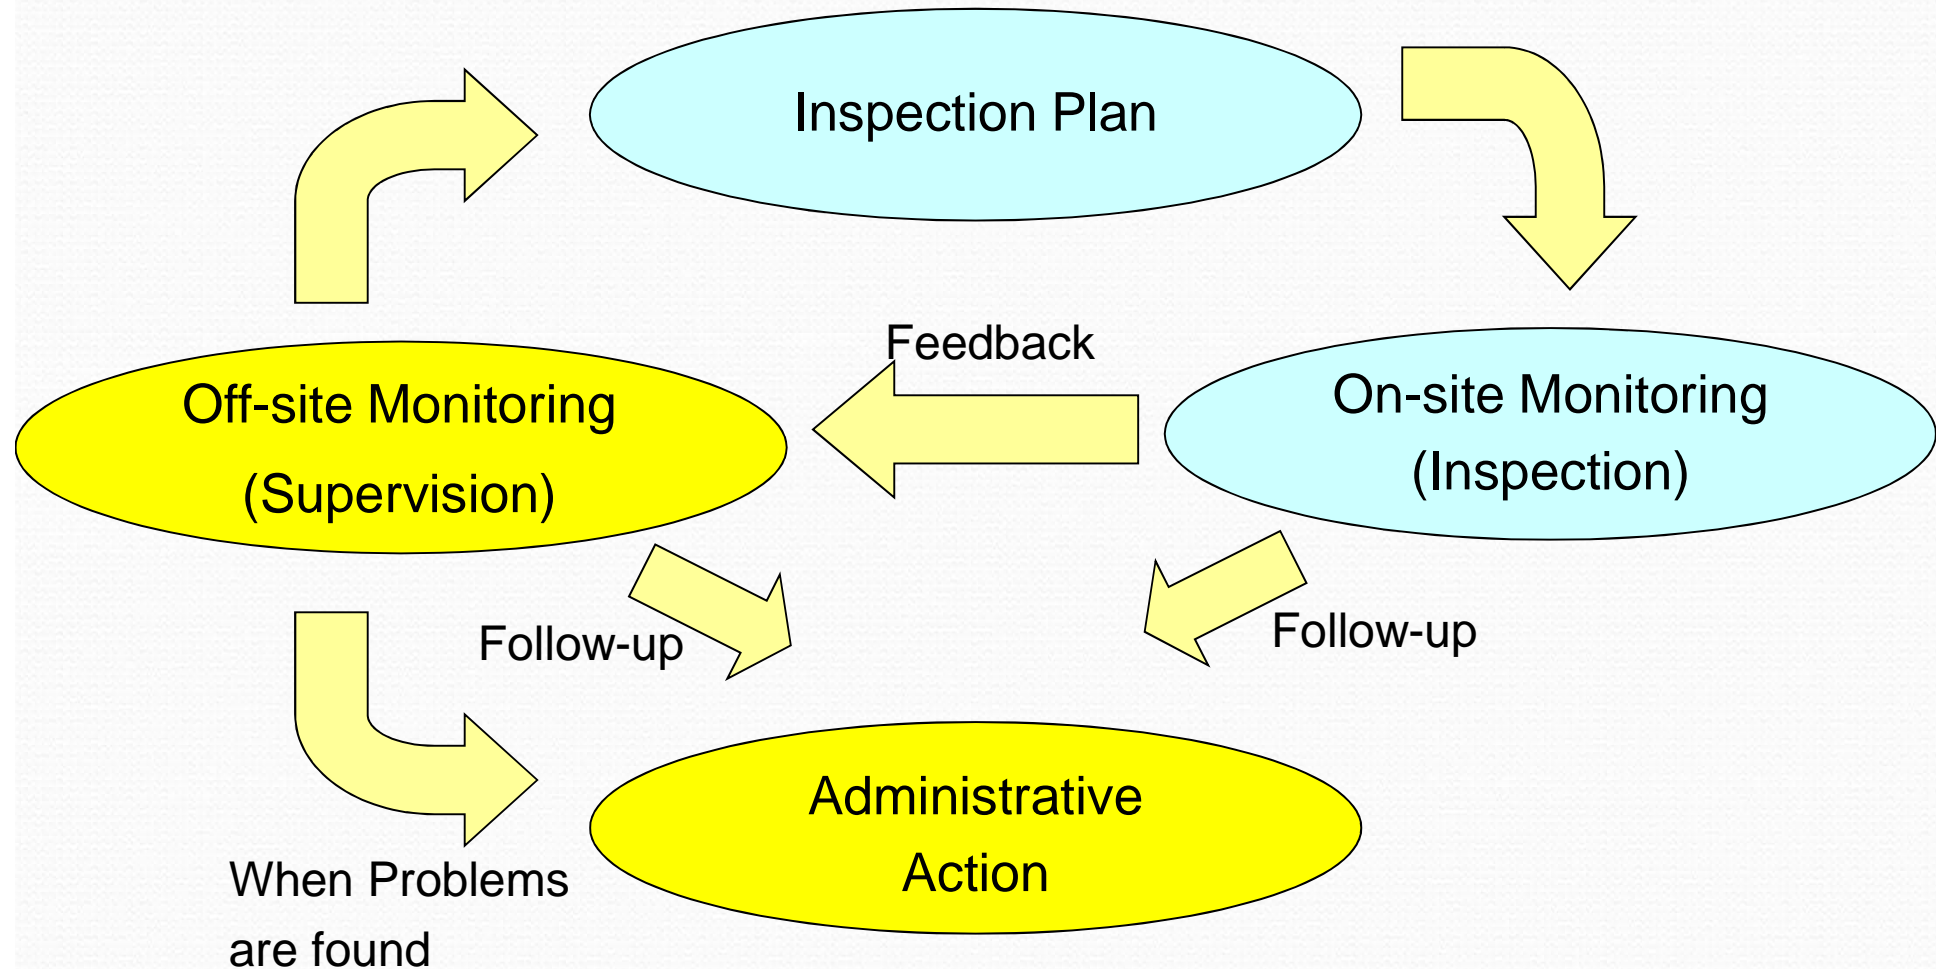 Inspection Plan
Feedback
Off-site Monitoring
(Supervision)
On-site Monitoring
(Inspection)
Follow-up
Follow-up
Administrative
Action
When Problems
are found